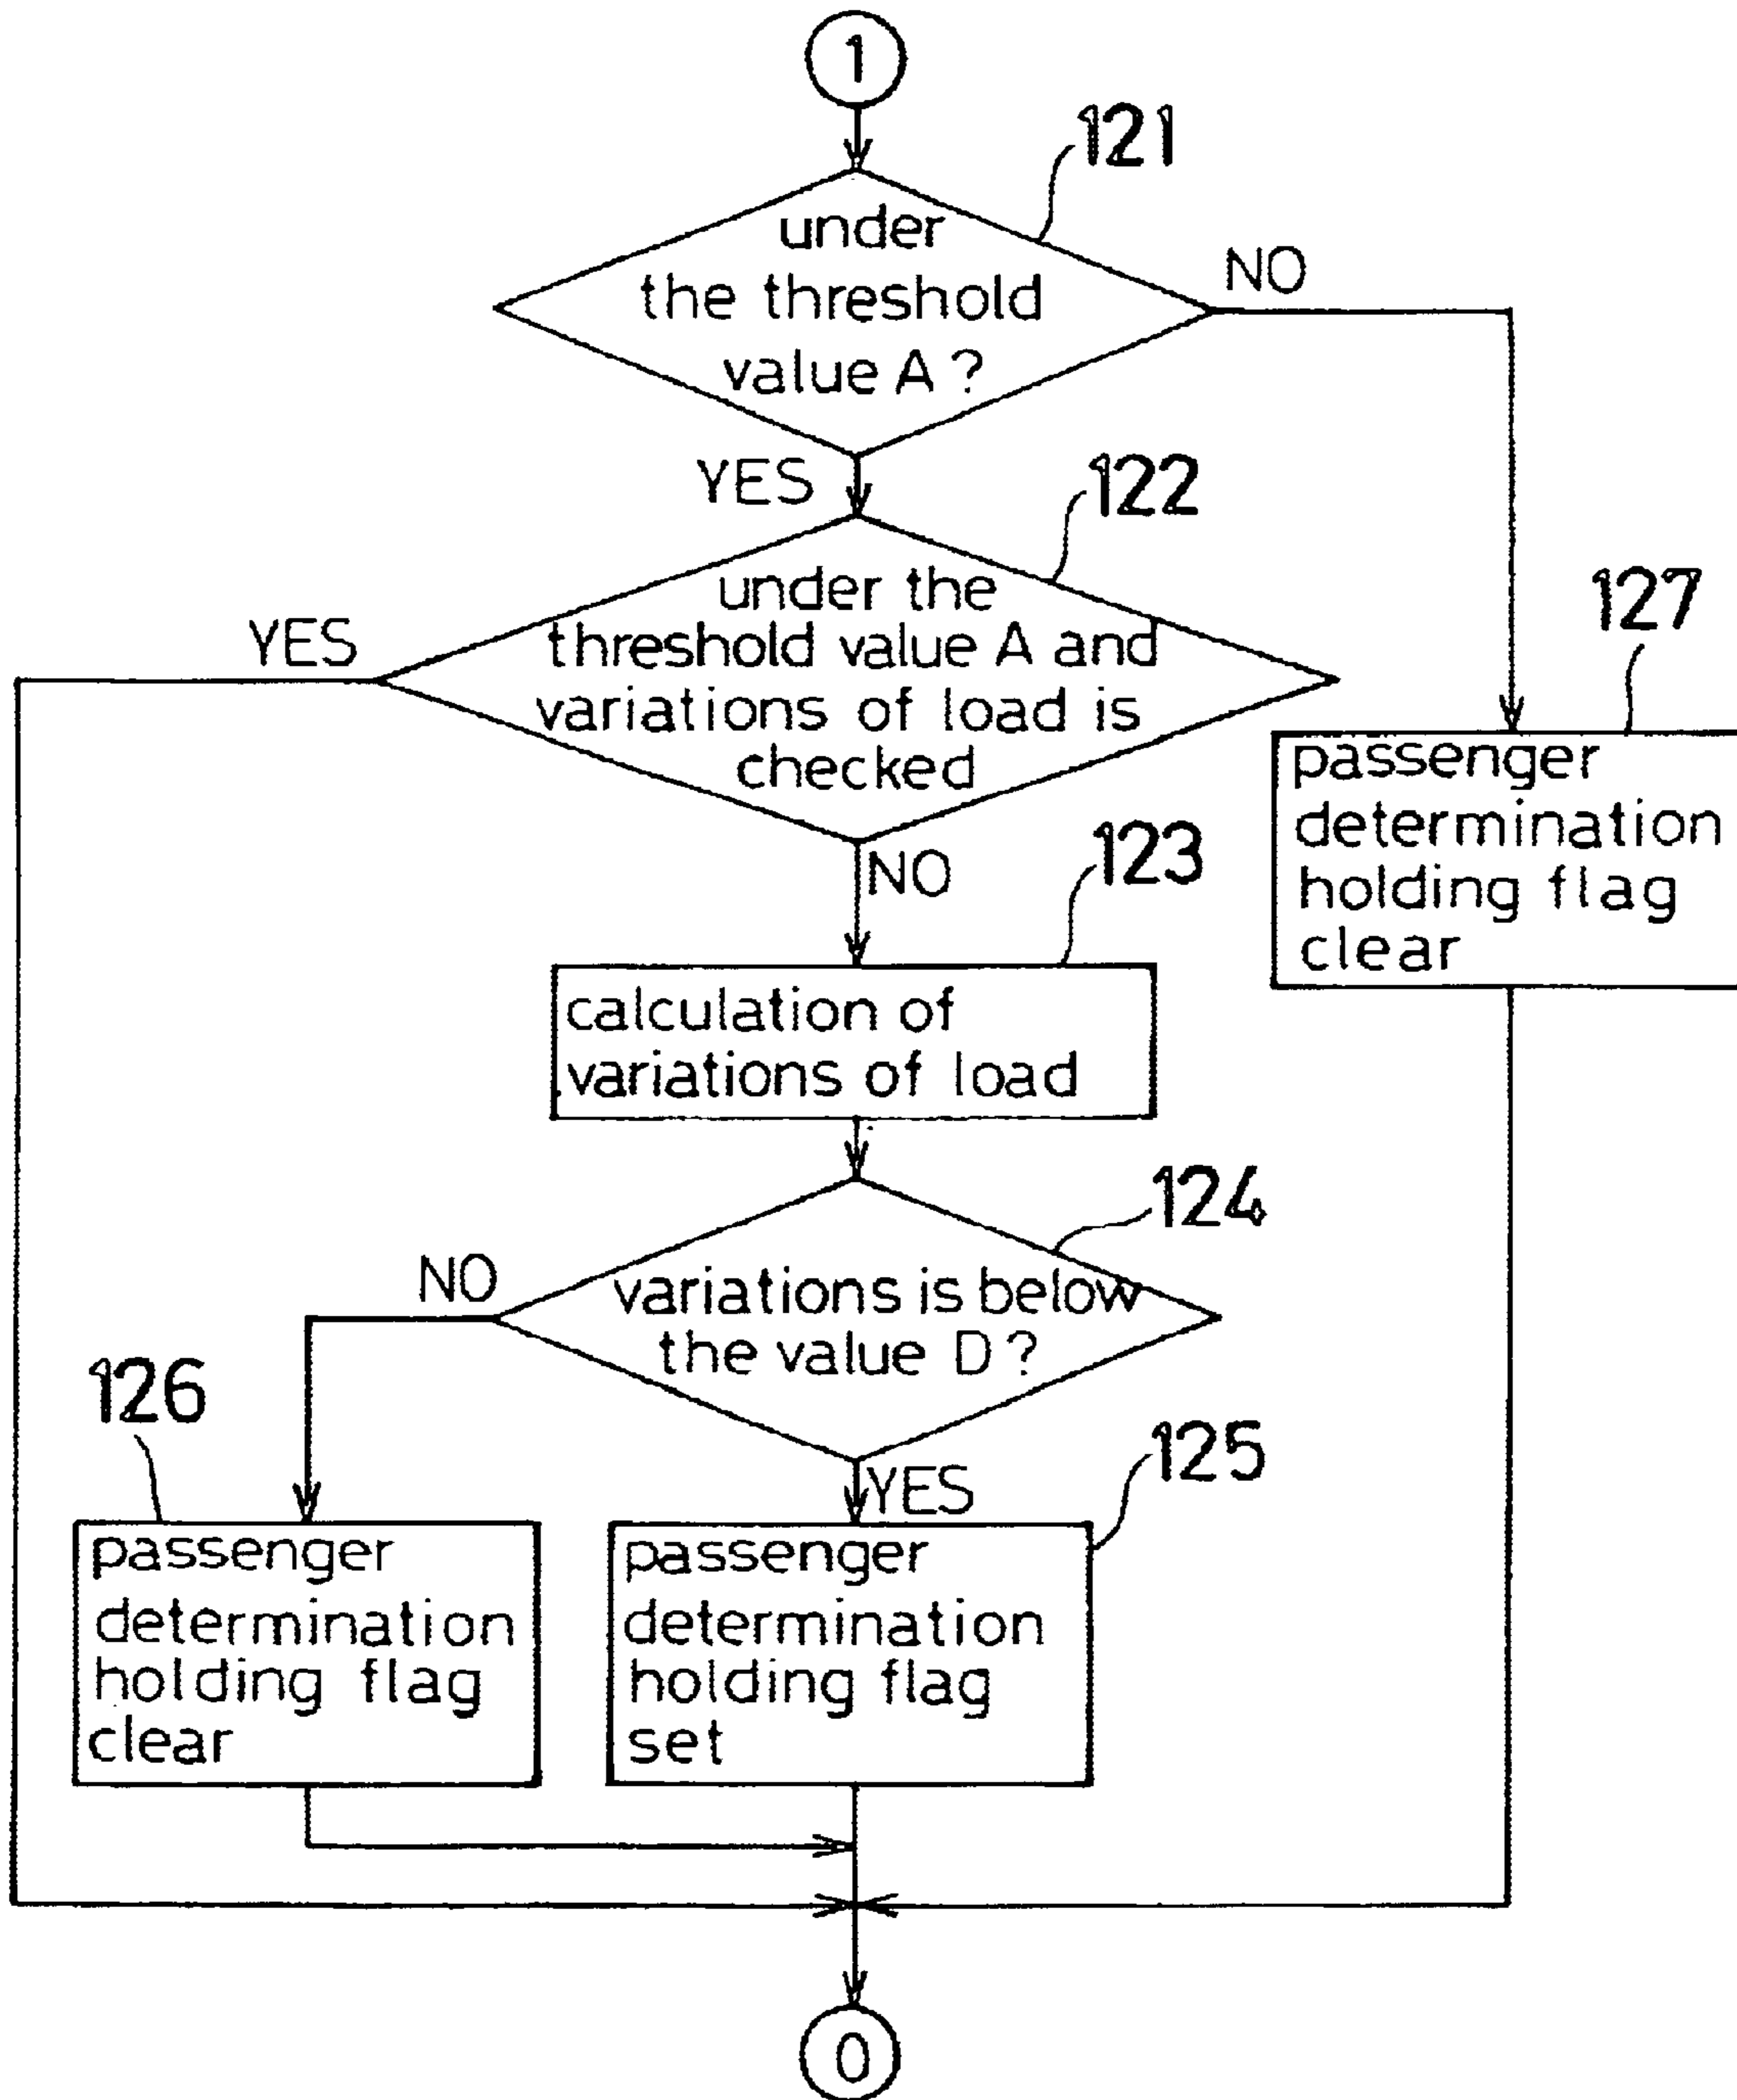 1
121
under
the threshold
value A ?
NO
YES
122
under the
threshold value A and
variations of load is
checked
YES
NO
127
passenger
determination
holding flag
clear
123
calculation of
variations of load
124
variations is below
the value D ?
NO
YES
126
passenger
determination
holding flag
clear
125
passenger
determination
holding flag
set
0